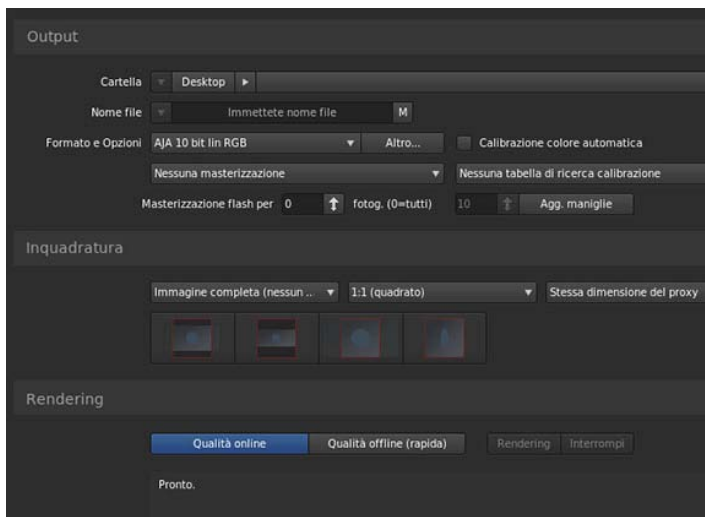 Output
Cartella Desktop
Nome file Immettete nome file M
Formato e Opzioni AJA 10 bit lin RGB Altro... Calibrazione colore automatica
Nessuna masterizzazione Nessuna tabella di ricerca calibrazione
Masterizzazione flash per 0 fotog. (0=tutti) 10 Agg. maniglie
Inquadratura
Immagine completa (nessun ... 1:1 (quadrato) Stessa dimensione del proxy
Rendering
Qualità online Qualità offline (rapida) Rendering Interrompi
Pronto.